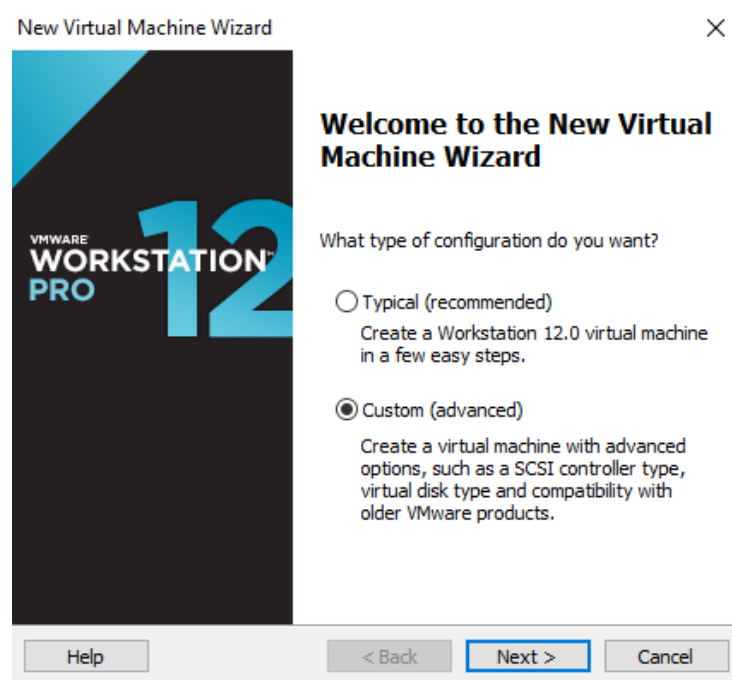 New Virtual Machine Wizard
VMWARE
WORKSTATION™
PRO
12
Welcome to the New Virtual
Machine Wizard
What type of configuration do you want?
Typical (recommended)
Create a Workstation 12.0 virtual machine
in a few easy steps.
Custom (advanced)
Create a virtual machine with advanced
options, such as a SCSI controller type,
virtual disk type and compatibility with
older VMware products.
Help
< Back
Next >
Cancel